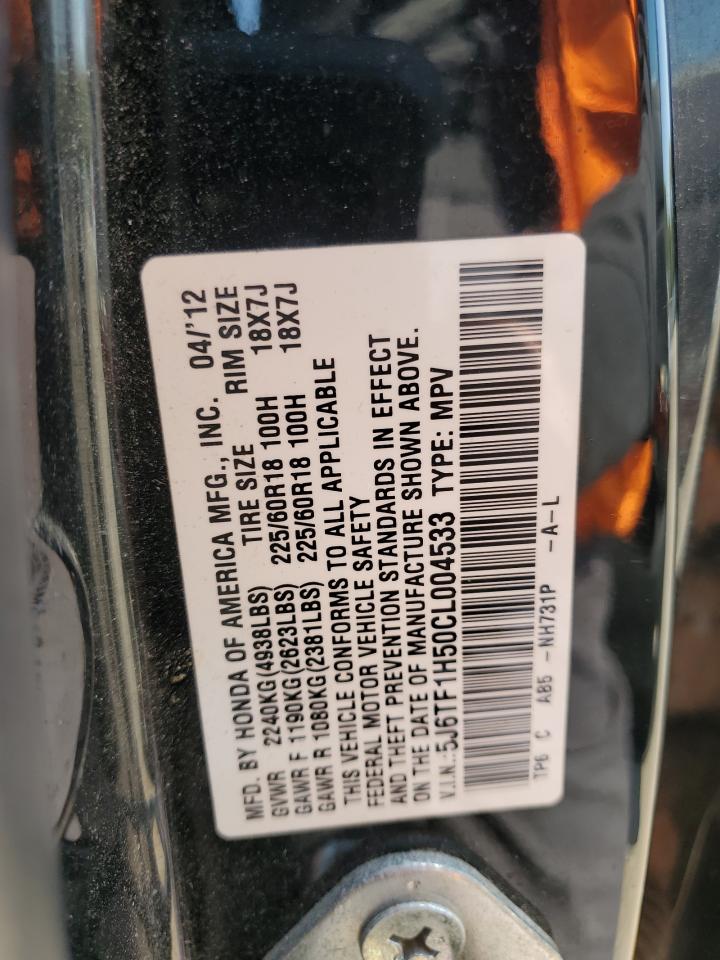 MFD. BY HONDA OF AMERICA MFG., INC. 04/'12
GVWR 2240KG(4938LBS) TIRE SIZE RIM SIZE
GAWR F 1190KG(2623LBS) 225/60R18 100H 18X7J
GAWR R 1080KG(2381LBS) 225/60R18 100H 18X7J
THIS VEHICLE CONFORMS TO ALL APPLICABLE
FEDERAL MOTOR VEHICLE SAFETY
AND THEFT PREVENTION STANDARDS IN EFFECT
ON THE DATE OF MANUFACTURE SHOWN ABOVE.
V.I.N.:5J6TF1H50CL004533 TYPE: MPV
TP6 C A85 -NH731P -A-L